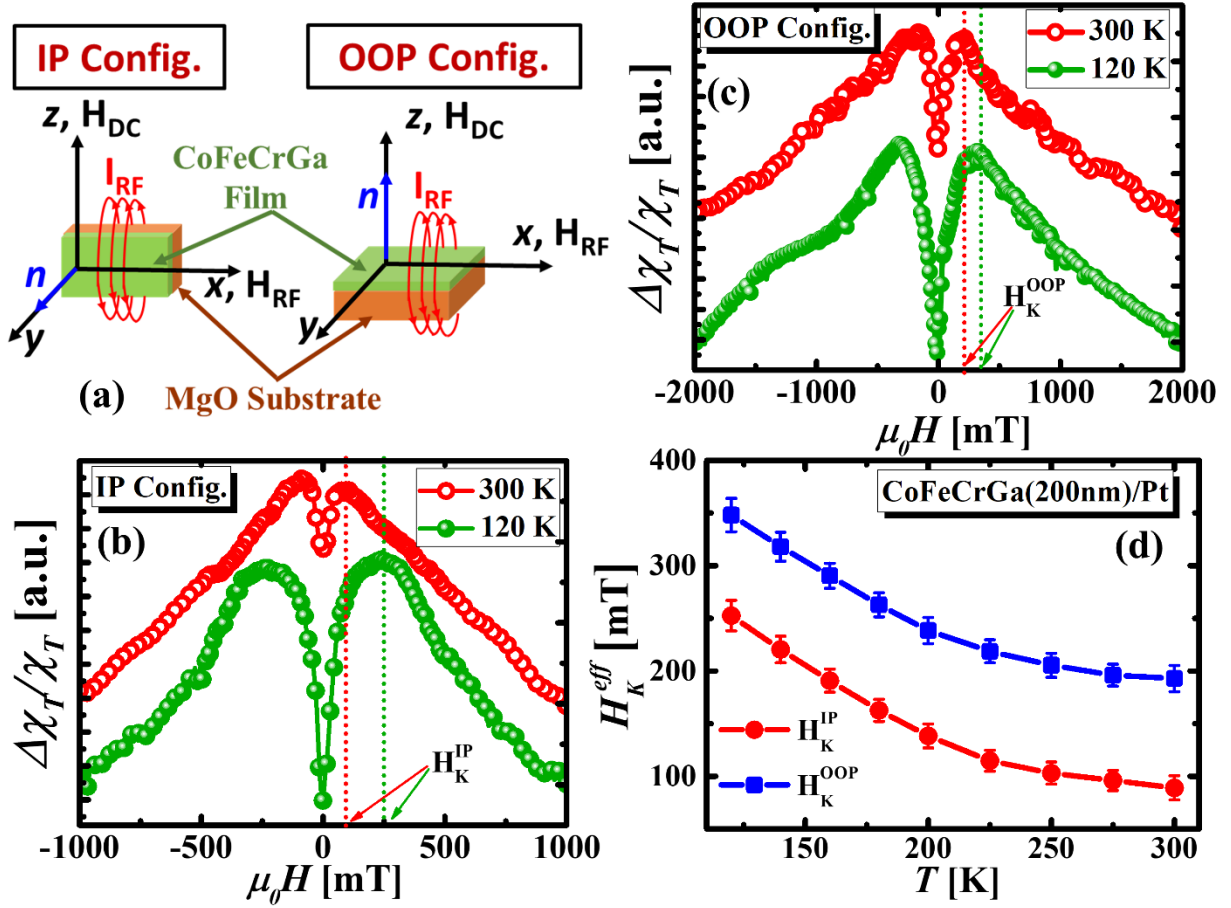 IP Config.
OOP Config.
z, H_DC
I_RF
CoFeCrGa
Film
n
x, H_RF
y
z, H_DC
n
I_RF
x, H_RF
y
(a)
MgO Substrate
IP Config.
300 K
120 K
(b)
Δχ_T/χ_T [a.u.]
H_K^IP
-1000
-500
0
500
1000
μ₀H [mT]
OOP Config.
300 K
120 K
(c)
Δχ_T/χ_T [a.u.]
H_K^OOP
-2000
-1000
0
1000
2000
μ₀H [mT]
400
300
200
100
H_K^eff [mT]
CoFeCrGa(200nm)/Pt
(d)
H_K^IP
H_K^OOP
150
200
250
300
T [K]